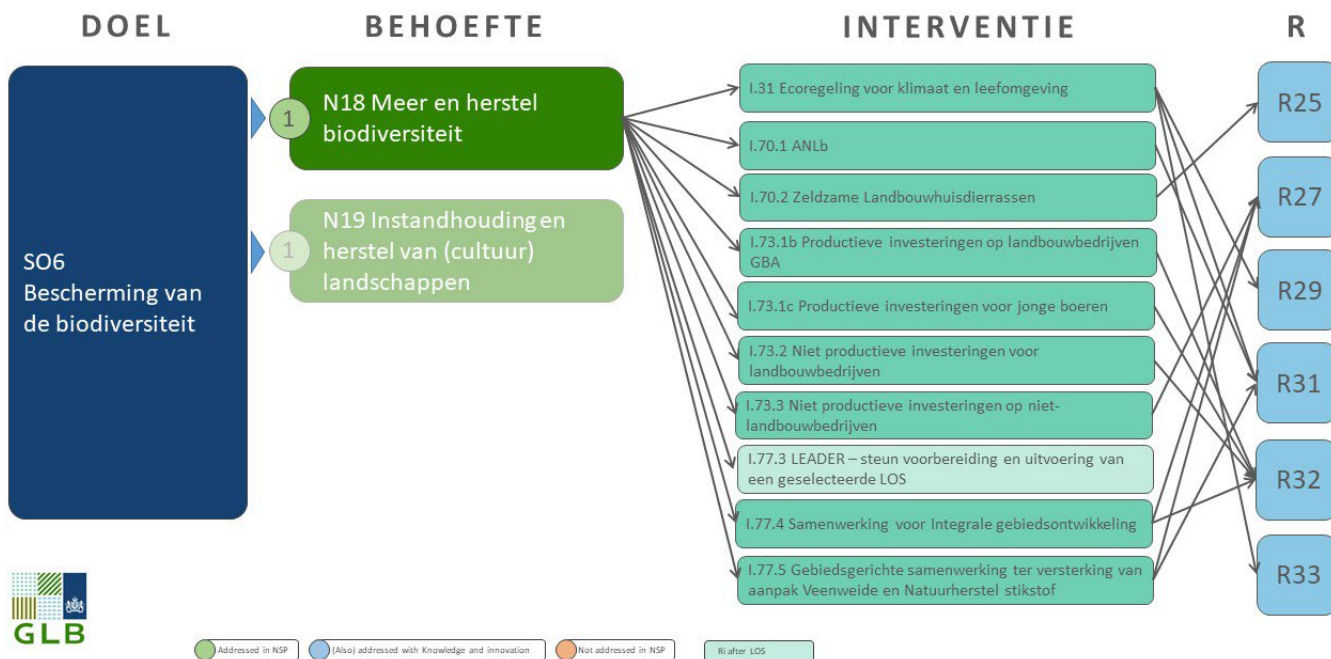 DOEL
BEHOEFTE
INTERVENTIE
R
SO6
Bescherming van
de biodiversiteit
1
N18 Meer en herstel
biodiversiteit
1
N19 Instandhouding en
herstel van (cultuur)
landschappen
I.31 Ecoregeling voor klimaat en leefomgeving
I.70.1 ANLb
I.70.2 Zeldzame Landbouwhuisdierrassen
I.73.1b Productieve investeringen op landbouwbedrijven
GBA
I.73.1c Productieve investeringen voor jonge boeren
I.73.2 Niet productieve investeringen voor
landbouwbedrijven
I.73.3 Niet productieve investeringen op niet-
landbouwbedrijven
I.77.3 LEADER – steun voorbereiding en uitvoering van
een geselecteerde LOS
I.77.4 Samenwerking voor Integrale gebiedsontwikkeling
I.77.5 Gebiedsgerichte samenwerking ter versterking van
aanpak Veenweide en Natuurherstel stikstof
R25
R27
R29
R31
R32
R33
GLB
Addressed in NSP
(Also) addressed with Knowledge and innovation
Not addressed in NSP
Ri after LOS